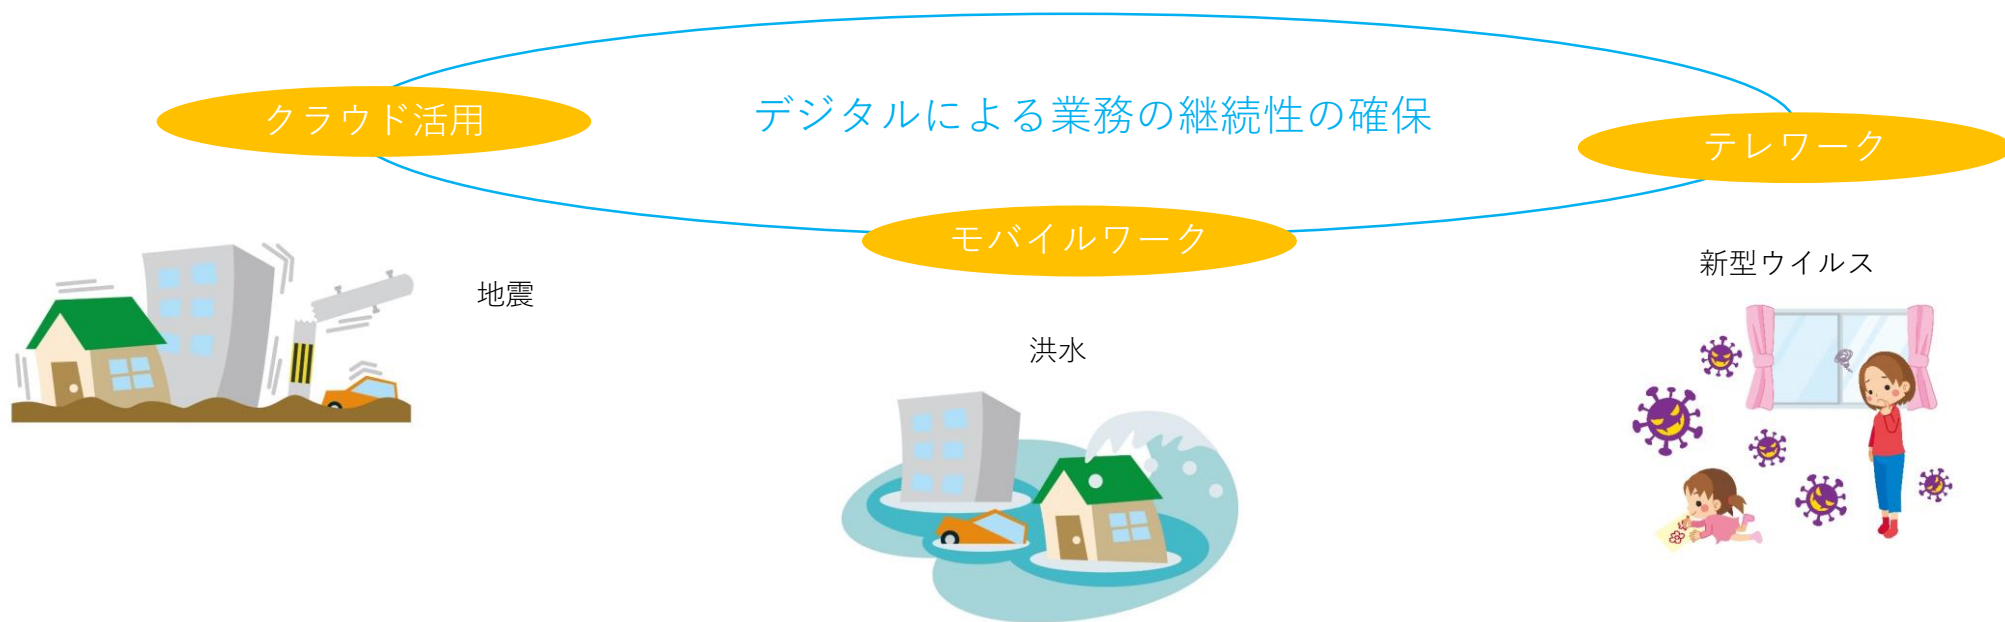 デジタルによる業務の継続性の確保
クラウド活用
テレワーク
モバイルワーク
地震
洪水
新型ウイルス